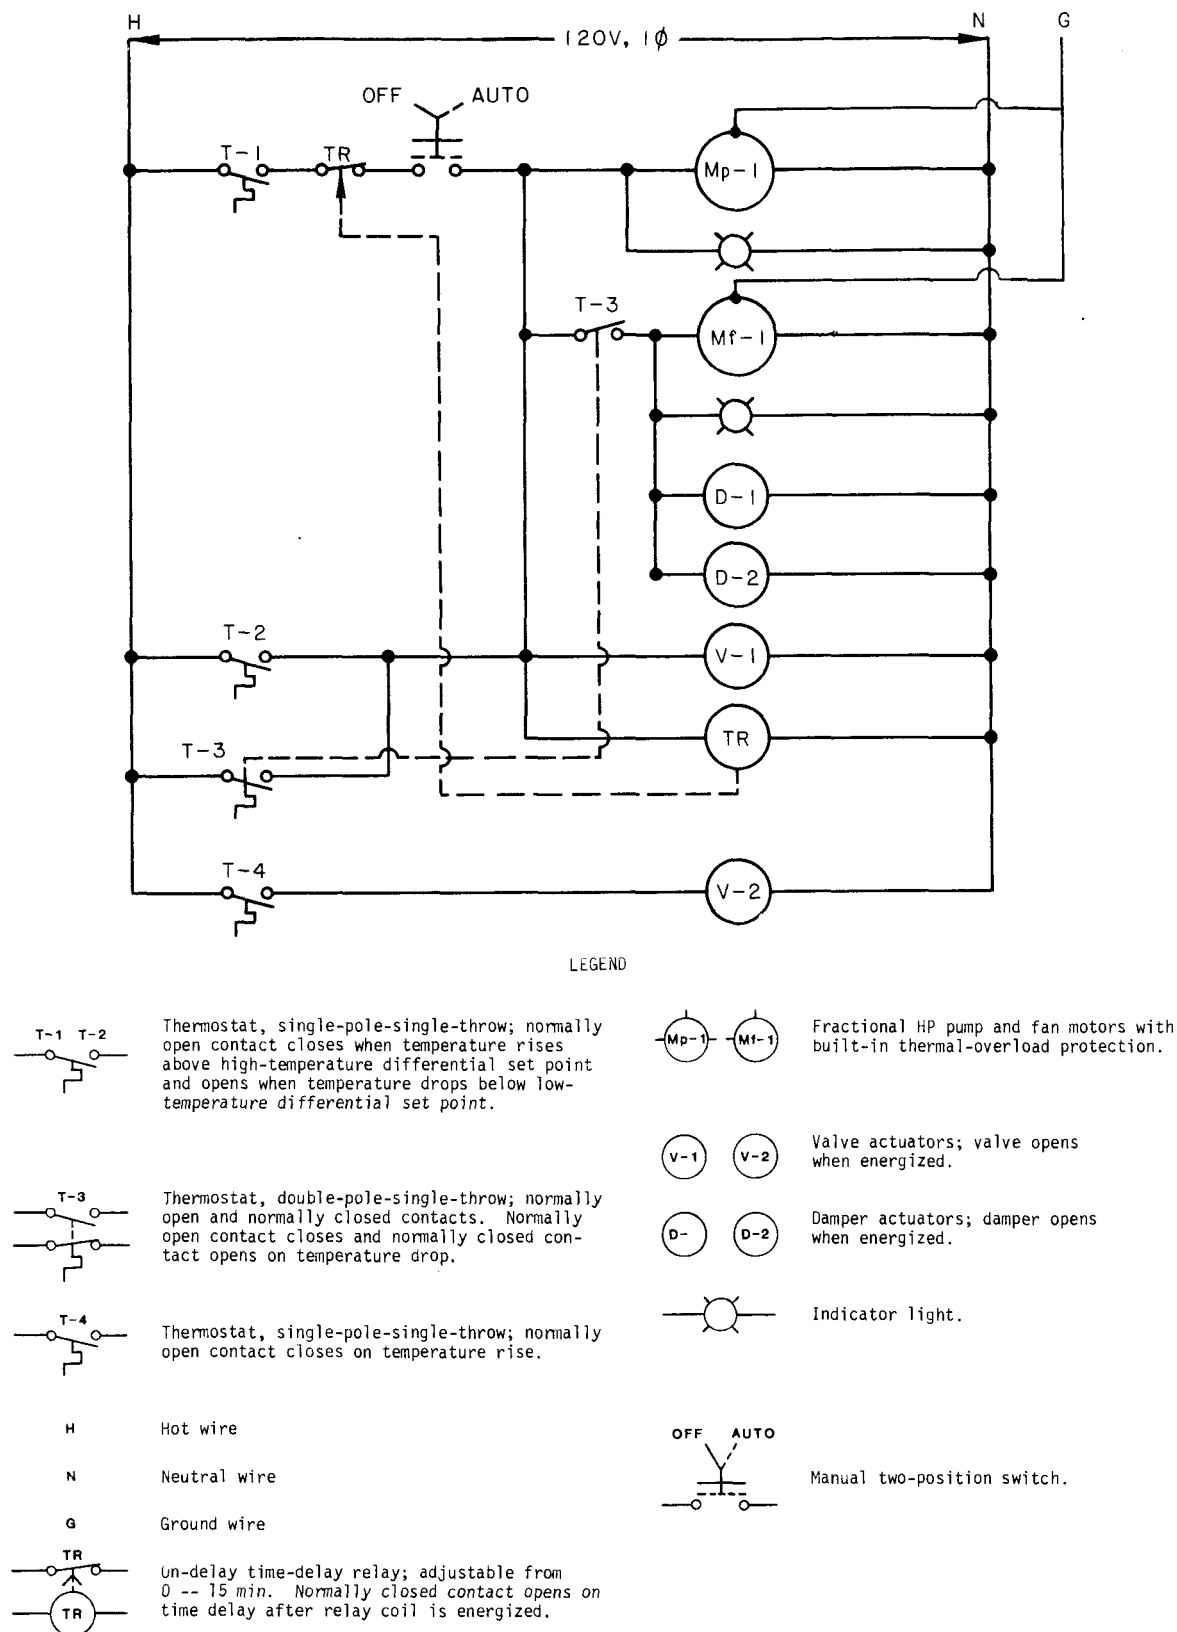 H
N
G
120V, 1Ø
OFF AUTO
T-1
TR
Mp-1
T-3
Mf-1
D-1
D-2
T-2
V-1
T-3
TR
T-4
V-2
LEGEND
T-1 T-2
Thermostat, single-pole-single-throw; normally
open contact closes when temperature rises
above high-temperature differential set point
and opens when temperature drops below low-
temperature differential set point.
T-3
Thermostat, double-pole-single-throw; normally
open and normally closed contacts. Normally
open contact closes and normally closed con-
tact opens on temperature drop.
T-4
Thermostat, single-pole-single-throw; normally
open contact closes on temperature rise.
H
Hot wire
N
Neutral wire
G
Ground wire
TR
TR
On-delay time-delay relay; adjustable from
0 -- 15 min. Normally closed contact opens on
time delay after relay coil is energized.
Mp-1 Mf-1
Fractional HP pump and fan motors with
built-in thermal-overload protection.
V-1 V-2
Valve actuators; valve opens
when energized.
D- D-2
Damper actuators; damper opens
when energized.
Indicator light.
OFF AUTO
Manual two-position switch.